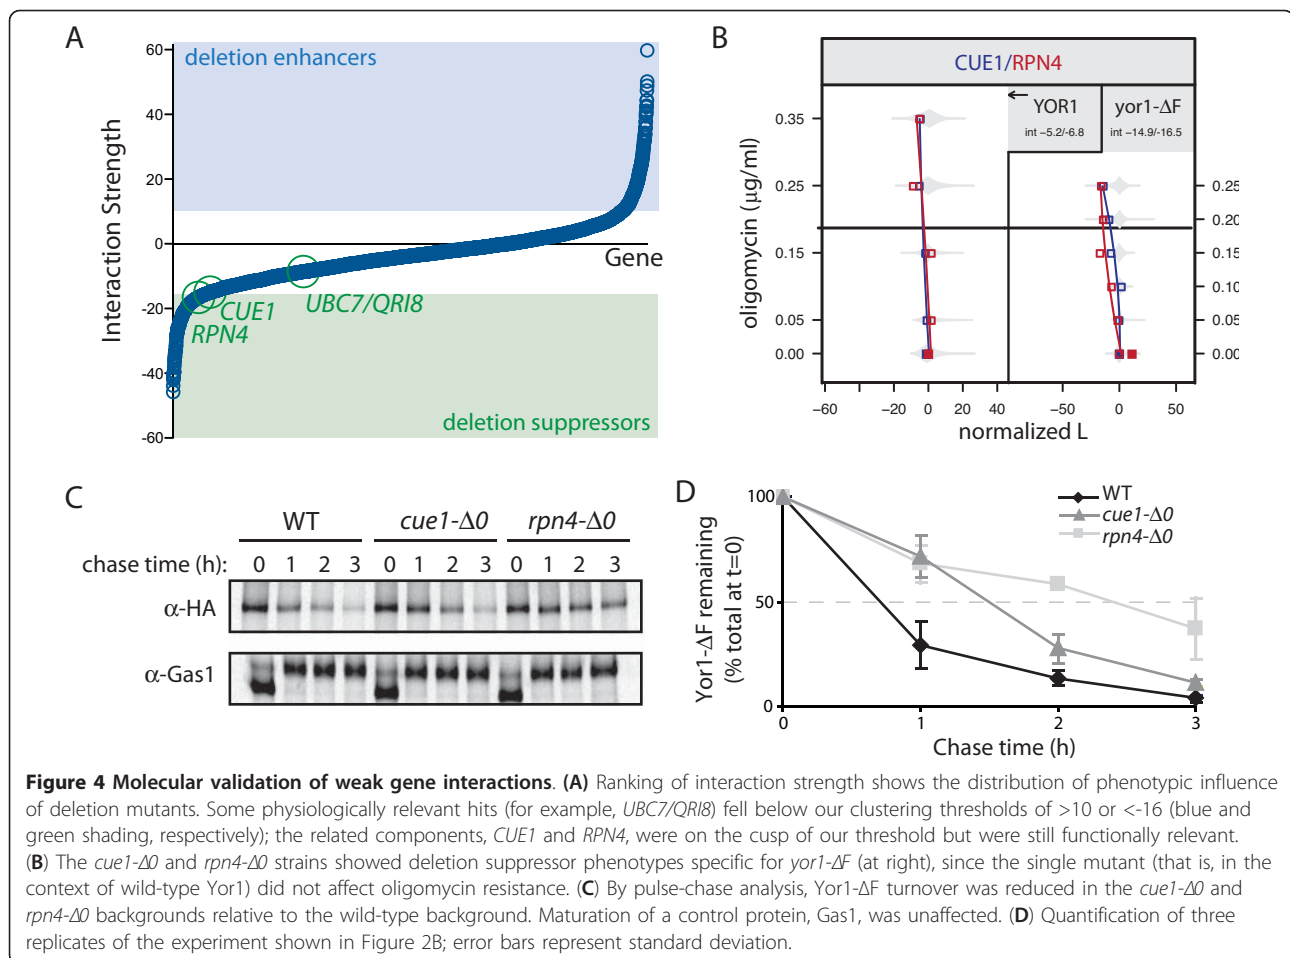 A
60
deletion enhancers
40
20
0
Gene
-20
CUE1
RPN4
UBC7/QRI8
-40
-60
deletion suppressors
Interaction Strength
B
CUE1/RPN4
YOR1
int -5.2/-6.8
yor1-ΔF
int -14.9/-16.5
0.35
0.25
0.15
0.05
0.00
oligomycin (μg/ml)
0.25
0.20
0.15
0.10
0.05
0.00
−60
−20
0
20
40
−50
0
50
normalized L
C
WT
cue1-Δ0
rpn4-Δ0
chase time (h):
0 1 2 3 0 1 2 3 0 1 2 3
α-HA
α-Gas1
D
100
50
0
Yor1-ΔF remaining
(% total at t=0)
WT
cue1-Δ0
rpn4-Δ0
0 1 2 3
Chase time (h)
Figure 4 Molecular validation of weak gene interactions. (A) Ranking of interaction strength shows the distribution of phenotypic influence
of deletion mutants. Some physiologically relevant hits (for example, UBC7/QRI8) fell below our clustering thresholds of >10 or <-16 (blue and
green shading, respectively); the related components, CUE1 and RPN4, were on the cusp of our threshold but were still functionally relevant.
(B) The cue1-Δ0 and rpn4-Δ0 strains showed deletion suppressor phenotypes specific for yor1-ΔF (at right), since the single mutant (that is, in the
context of wild-type Yor1) did not affect oligomycin resistance. (C) By pulse-chase analysis, Yor1-ΔF turnover was reduced in the cue1-Δ0 and
rpn4-Δ0 backgrounds relative to the wild-type background. Maturation of a control protein, Gas1, was unaffected. (D) Quantification of three
replicates of the experiment shown in Figure 2B; error bars represent standard deviation.